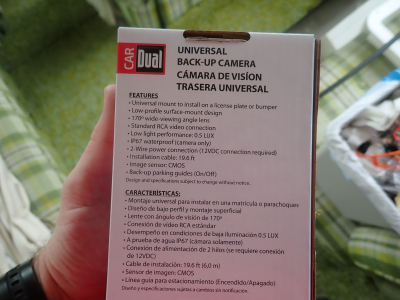 CAR
Dual
UNIVERSAL
BACK-UP CAMERA
CÁMARA DE VISÍON
TRASERA UNIVERSAL
FEATURES
• Universal mount to install on a license plate or bumper
• Low-profile surface-mount design
• 170º wide-viewing angle lens
• Standard RCA video connection
• Low light performance: 0.5 LUX
• IP67 waterproof (camera only)
• 2-Wire power connection (12VDC connection required)
• Installation cable: 19.6 ft
• Image sensor: CMOS
• Back-up parking guides (On/Off)
Design and specifications subject to change without notice.
CARACTERÍSTICAS:
• Montaje universal para instalar en una matrícula o parachoques
• Diseño de bajo perfil y montaje superficial
• Lente con ángulo de visión de 170º
• Conexión de vídeo RCA estándar
• Desempeño en condiciones de baja iluminación 0.5 LUX
• A prueba de agua IP67 (cámara solamente)
• Conexión de alimentación de 2 hilos (se requiere conexión
de 12VDC)
• Cable de instalación: 19.6 ft (6,0 m)
• Sensor de imagen: CMOS
• Línea guía para estacionamiento (Encendido/Apagado)
Diseño y especificaciones sujetas a cambios sin notificación.